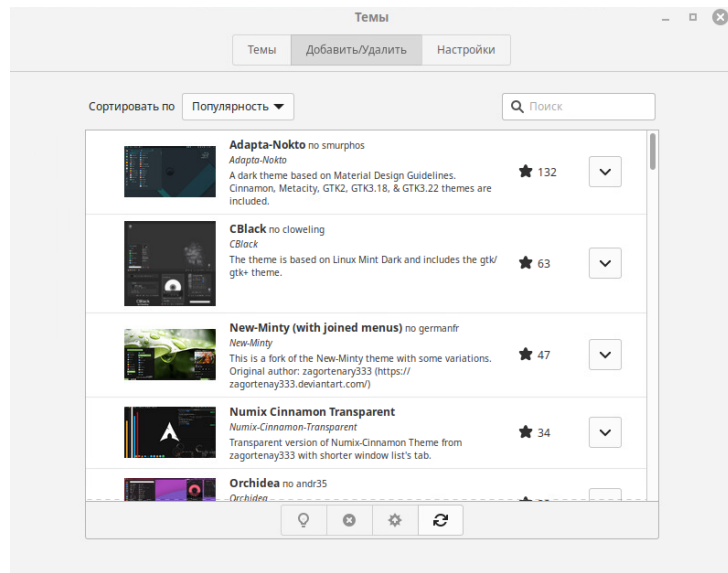 Темы
Темы Добавить/Удалить Настройки
Сортировать по Популярность Поиск
Adapta-Nokto no smurphos
Adapta-Nokto
A dark theme based on Material Design Guidelines.
Cinnamon, Metacity, GTK2, GTK3.18, & GTK3.22 themes are
included.
132
CBlack no cloweling
CBlack
The theme is based on Linux Mint Dark and includes the gtk/
gtk+ theme.
63
New-Minty (with joined menus) no germanfr
New-Minty
This is a fork of the New-Minty theme with some variations.
Original author: zagortenary333 (https://
zagortenay333.deviantart.com/)
47
Numix Cinnamon Transparent
Numix-Cinnamon-Transparent
Transparent version of Numix-Cinnamon Theme from
zagortenay333 with shorter window list's tab.
34
Orchidea no andr35
Orchidea